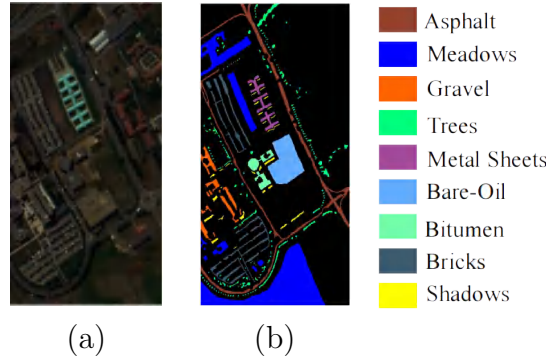 Asphalt
Meadows
Gravel
Trees
Metal Sheets
Bare-Oil
Bitumen
Bricks
Shadows
(a)
(b)